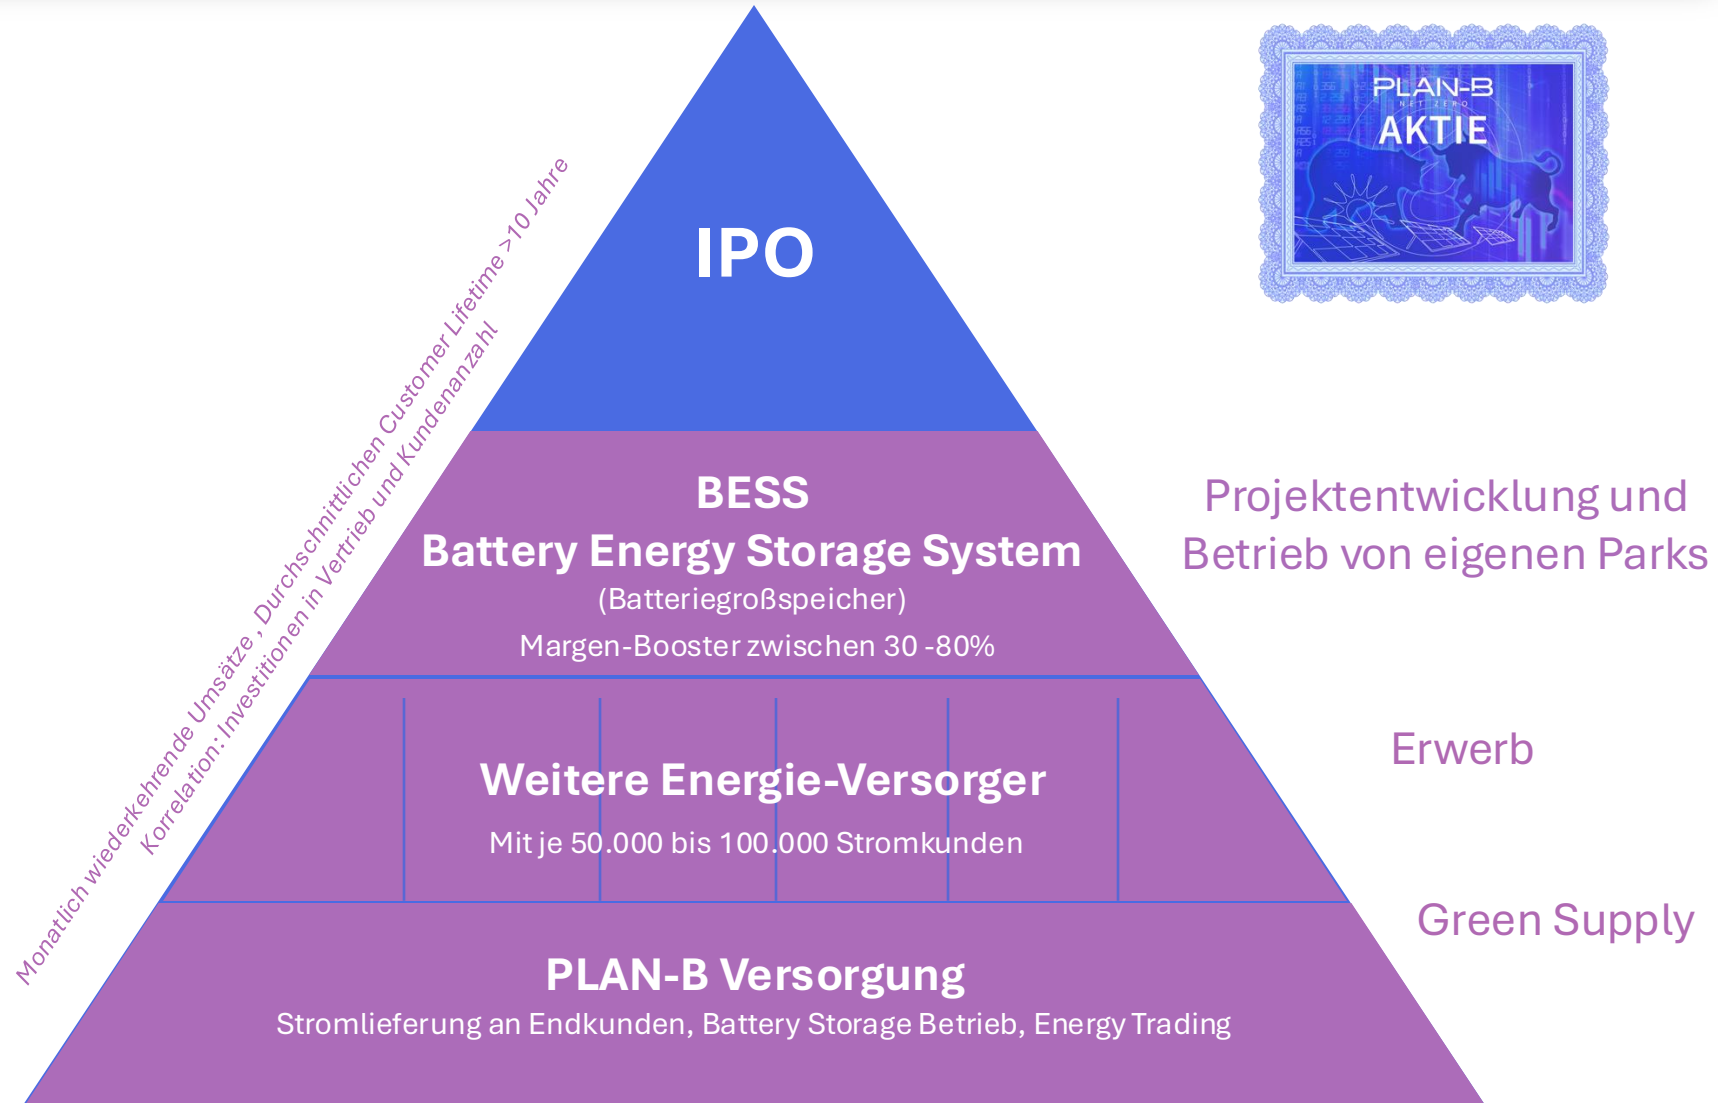 PLAN-B
NET ZERO
AKTIE
IPO
Monatlich wiederkehrende Umsätze , Durchschnittlichen Customer Lifetime >10 Jahre
Korrelation: Investitionen in Vertrieb und Kundenanzahl
BESS
Battery Energy Storage System
(Batteriegroßspeicher)
Margen-Booster zwischen 30 -80%
Projektentwicklung und
Betrieb von eigenen Parks
Weitere Energie-Versorger
Mit je 50.000 bis 100.000 Stromkunden
Erwerb
Green Supply
PLAN-B Versorgung
Stromlieferung an Endkunden, Battery Storage Betrieb, Energy Trading